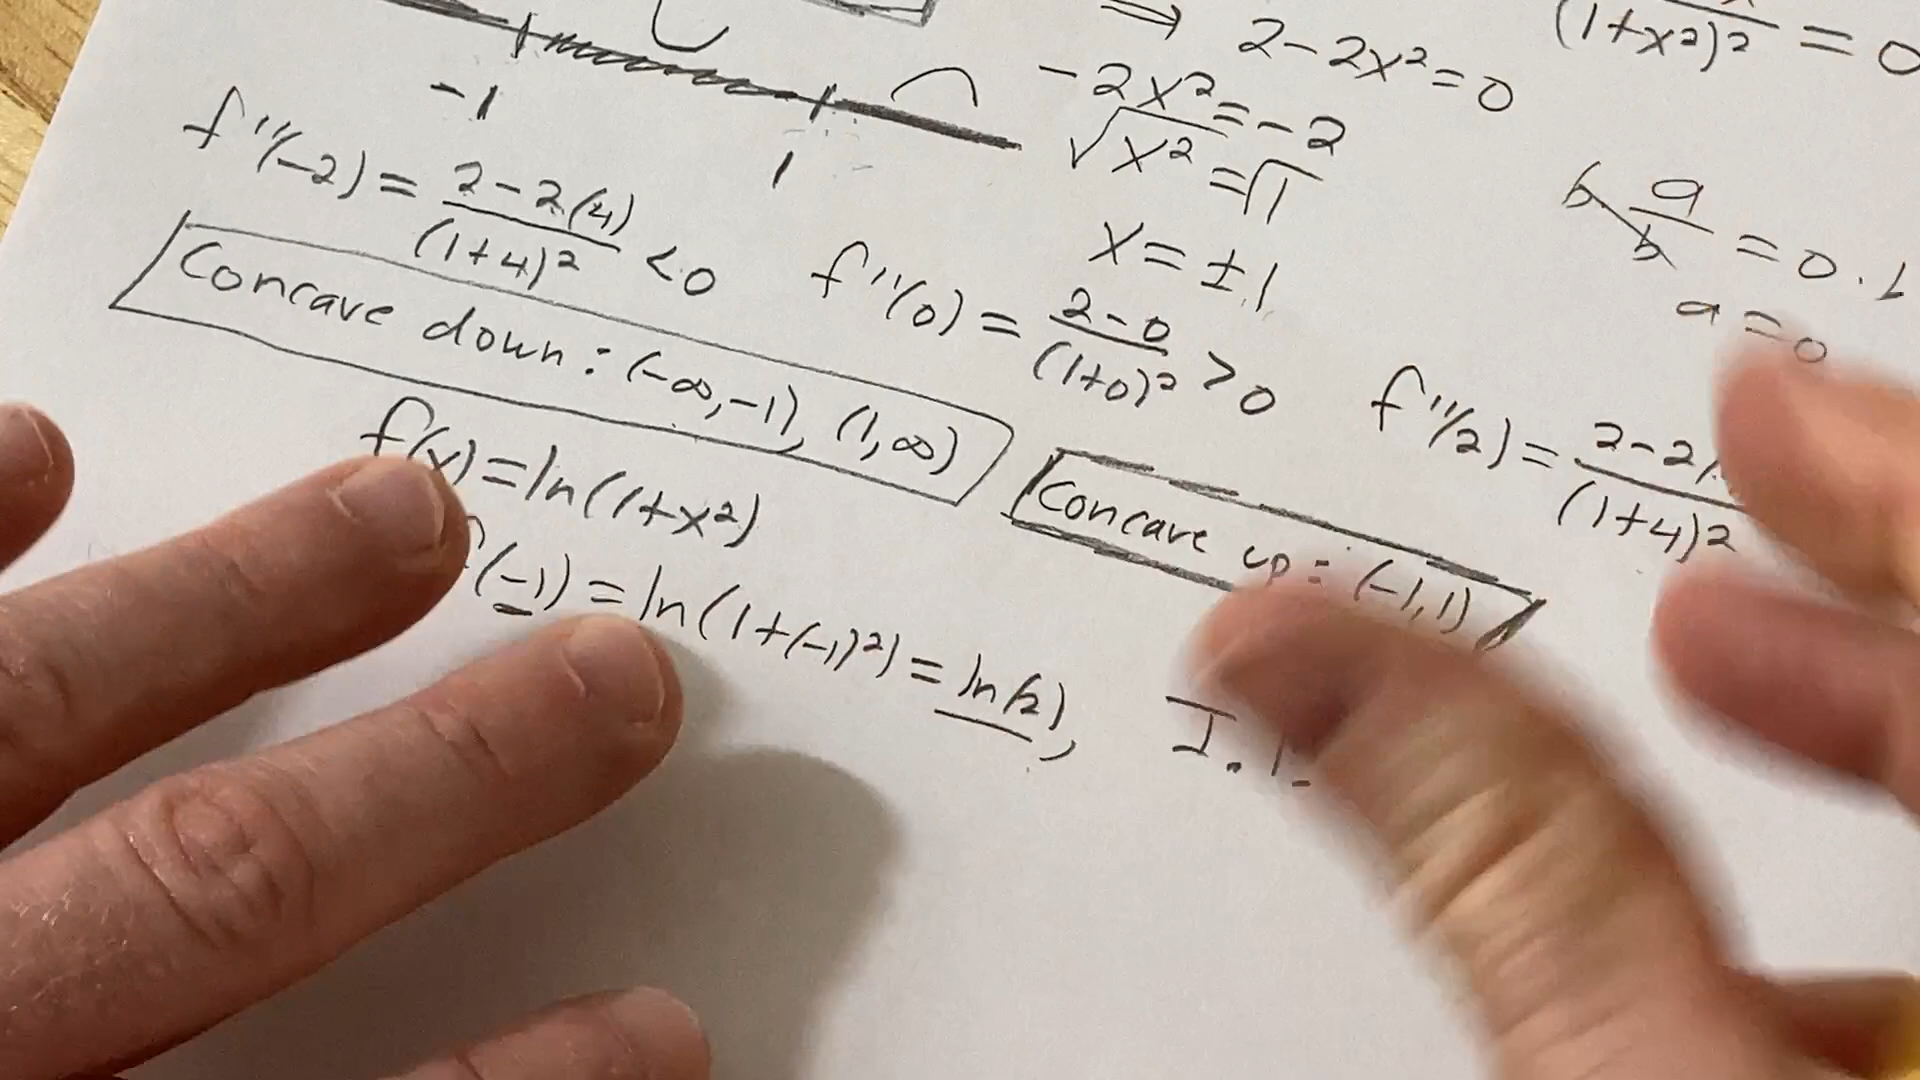 ⟹ 2-2x²=0
(1+x²)² = 0
-2x²=-2
√x² = √1
x = ±1
-1
1
f''(-2) = 2-2(4) / (1+4)² < 0
f''(0) = 2-0 / (1+0)² > 0
b a/b = 0·b
a = 0
Concave down: (-∞,-1), (1,∞)
f''(2) = 2-2 / (1+4)²
Concave up: (-1,1)
f(x)=ln(1+x²)
f(-1) = ln(1+(-1)²) = ln(2),
I.P.